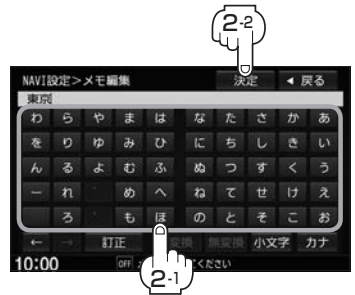 2-2
NAVI設定>メモ編集 決定 ◀戻る
東京
わ ら や ま は な た さ か あ
を り ゆ み ひ に ち し き い
ん る よ む ふ ぬ つ す く う
ー れ ゛ め へ ね て せ け え
ろ ゜ も ほ の と そ こ お
← → 訂正 変換 無変換 小文字 カナ
10:00 OFF ください
2-1